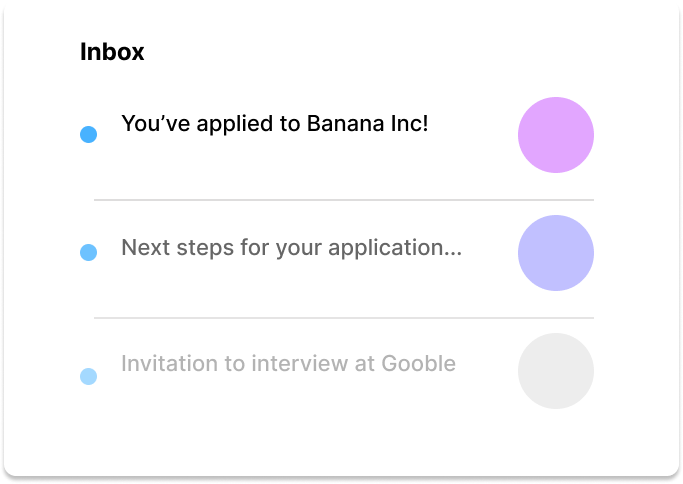 Inbox
You’ve applied to Banana Inc!
Next steps for your application...
Invitation to interview at Gooble